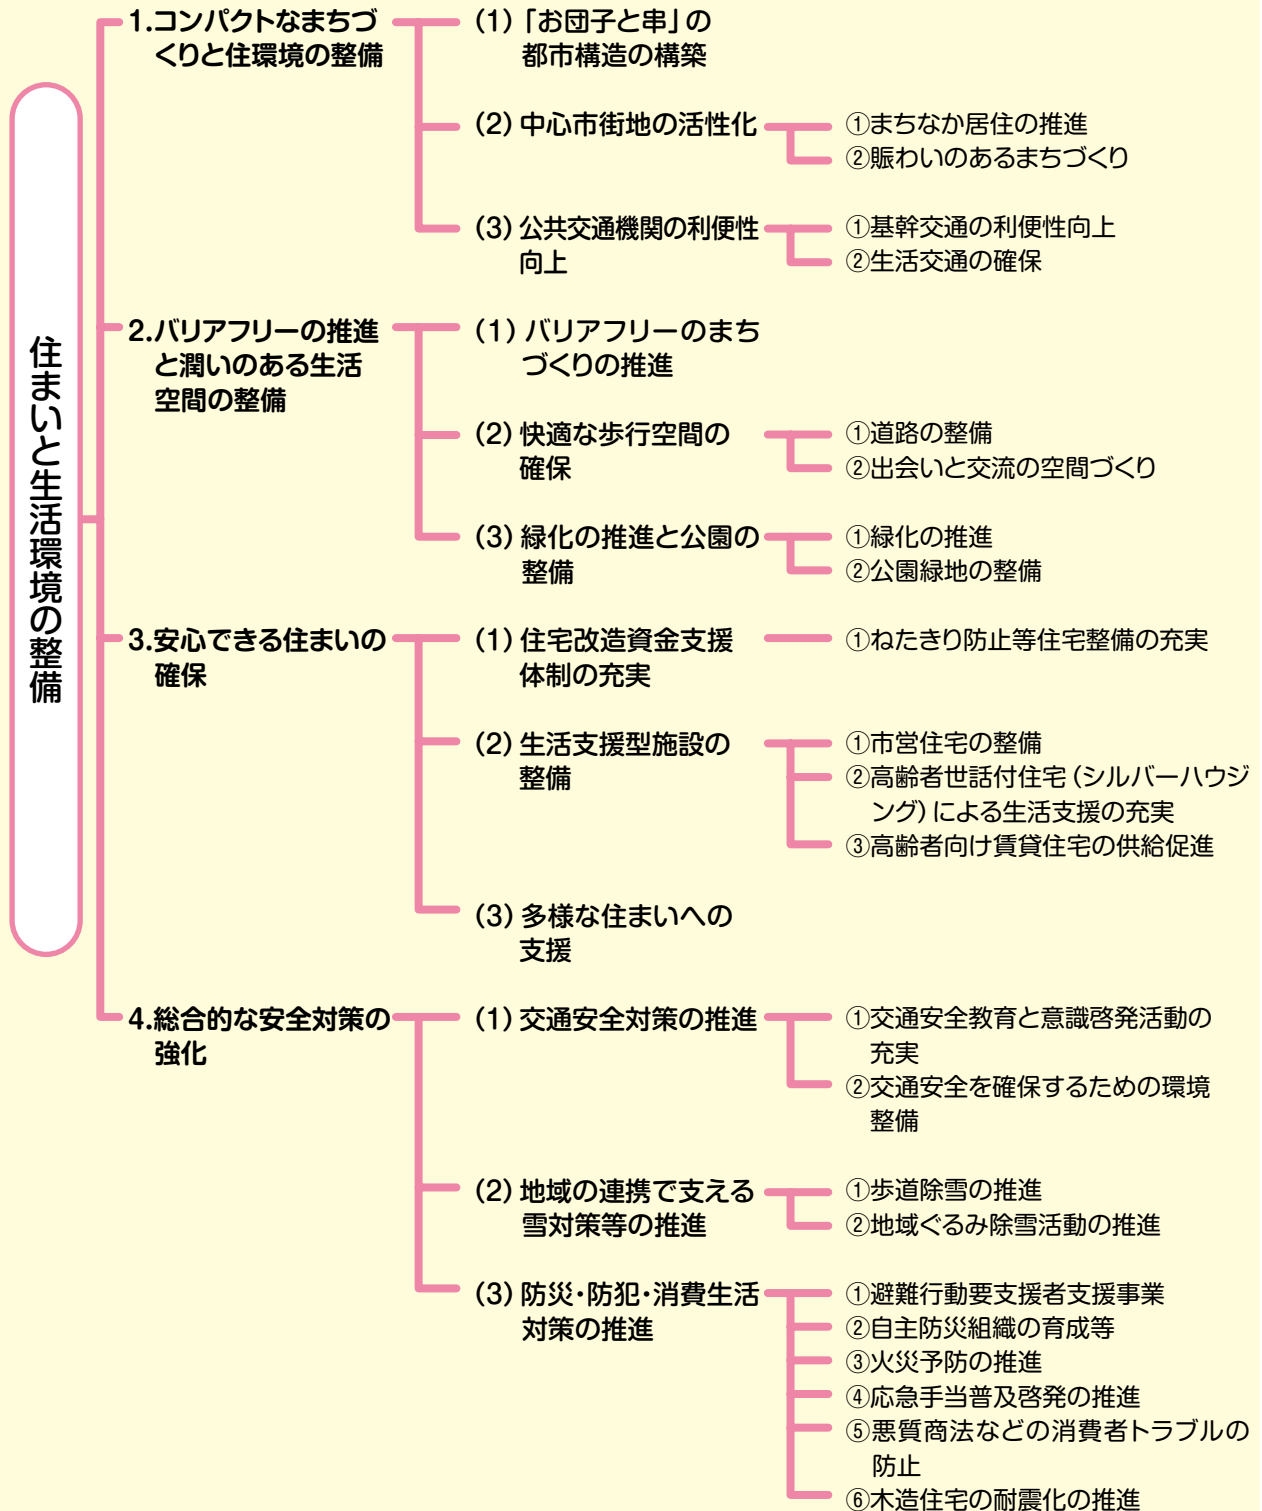 住まいと生活環境の整備
1.コンパクトなまちづ
くりと住環境の整備
(1)「お団子と串」の
都市構造の構築
(2)中心市街地の活性化
①まちなか居住の推進
②賑わいのあるまちづくり
(3)公共交通機関の利便性
向上
①基幹交通の利便性向上
②生活交通の確保
2.バリアフリーの推進
と潤いのある生活
空間の整備
(1)バリアフリーのまち
づくりの推進
(2)快適な歩行空間の
確保
①道路の整備
②出会いと交流の空間づくり
(3)緑化の推進と公園の
整備
①緑化の推進
②公園緑地の整備
3.安心できる住まいの
確保
(1)住宅改造資金支援
体制の充実
①ねたきり防止等住宅整備の充実
(2)生活支援型施設の
整備
①市営住宅の整備
②高齢者世話付住宅(シルバーハウジ
ング)による生活支援の充実
③高齢者向け賃貸住宅の供給促進
(3)多様な住まいへの
支援
4.総合的な安全対策の
強化
(1)交通安全対策の推進
①交通安全教育と意識啓発活動の
充実
②交通安全を確保するための環境
整備
(2)地域の連携で支える
雪対策等の推進
①歩道除雪の推進
②地域ぐるみ除雪活動の推進
(3)防災・防犯・消費生活
対策の推進
①避難行動要支援者支援事業
②自主防災組織の育成等
③火災予防の推進
④応急手当普及啓発の推進
⑤悪質商法などの消費者トラブルの
防止
⑥木造住宅の耐震化の推進